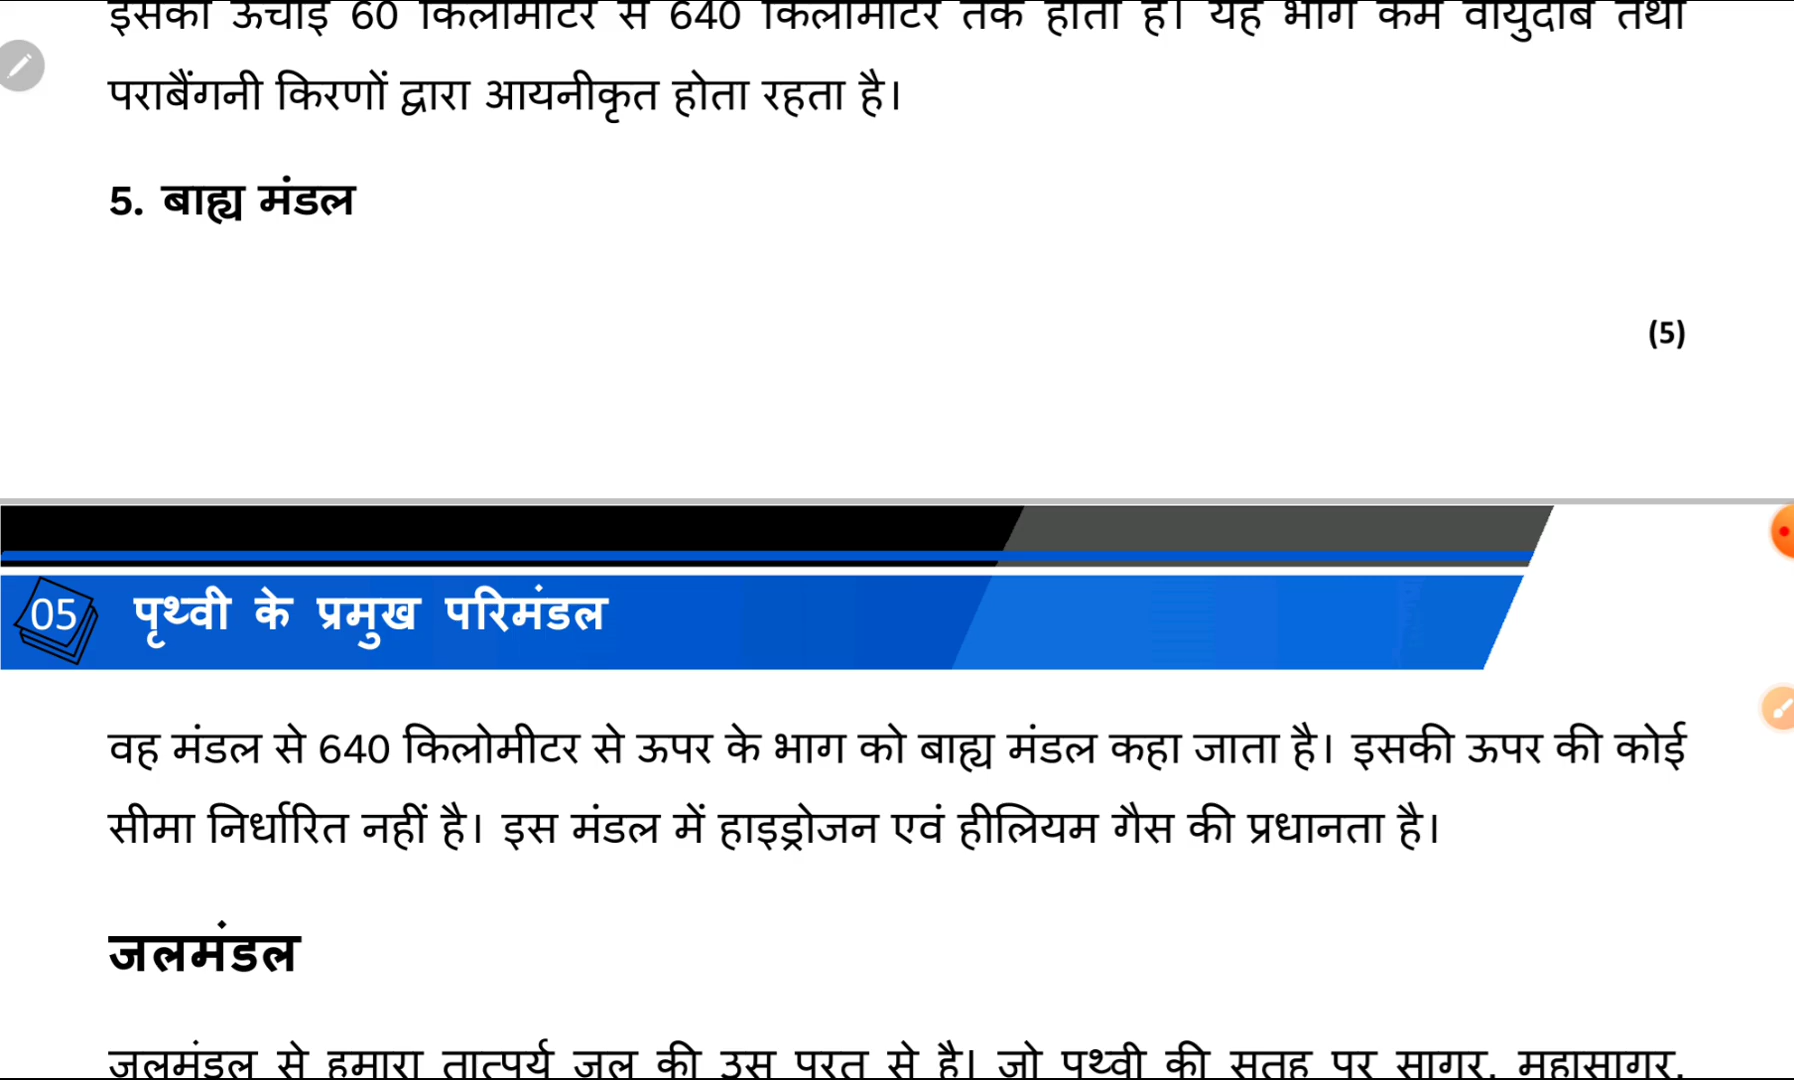 इसकी ऊंचाई 60 किलोमीटर से 640 किलोमीटर तक होती है। यह भाग कम वायुदाब तथा
पराबैंगनी किरणों द्वारा आयनीकृत होता रहता है।
5. बाह्य मंडल
(5)
05 पृथ्वी के प्रमुख परिमंडल
वह मंडल से 640 किलोमीटर से ऊपर के भाग को बाह्य मंडल कहा जाता है। इसकी ऊपर की कोई
सीमा निर्धारित नहीं है। इस मंडल में हाइड्रोजन एवं हीलियम गैस की प्रधानता है।
जलमंडल
जलमंडल से हमारा तात्पर्य जल की उस परत से है। जो पृथ्वी की सतह पर सागर, महासागर,